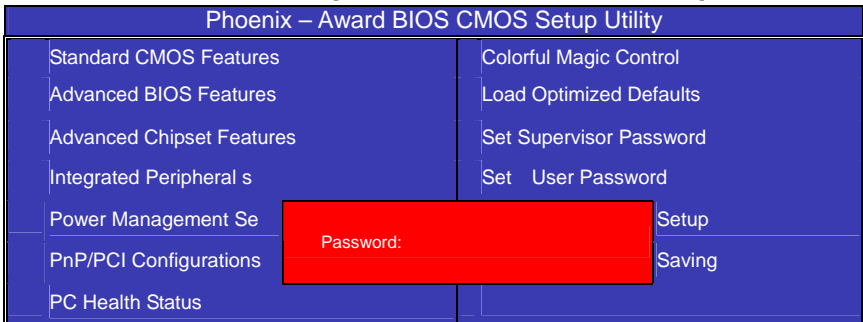 Phoenix – Award BIOS CMOS Setup Utility
Standard CMOS Features
Colorful Magic Control
Advanced BIOS Features
Load Optimized Defaults
Advanced Chipset Features
Set Supervisor Password
Integrated Peripheral s
Set User Password
Power Management Se
Setup
Password:
PnP/PCI Configurations
Saving
PC Health Status